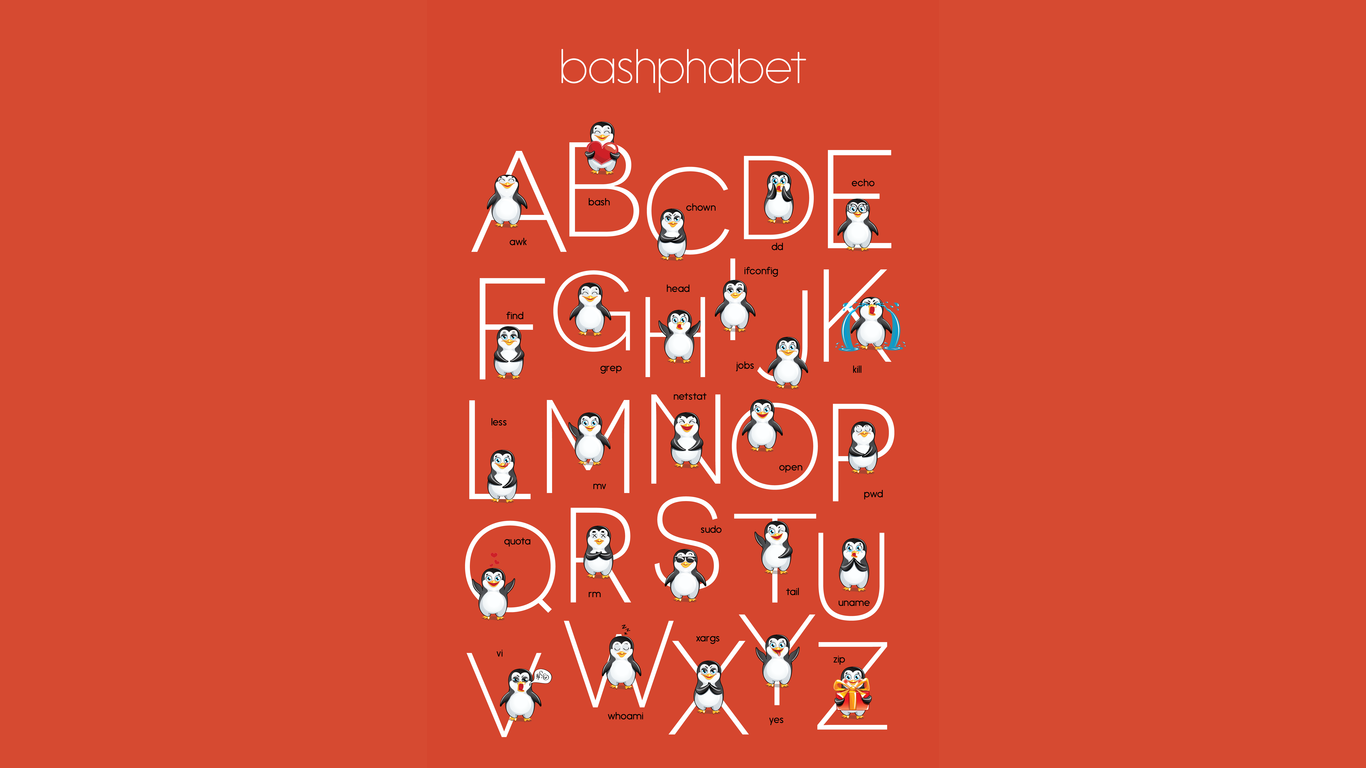 bashphabet
A B C D E
awk
bash
chown
dd
echo
F G H I J K
find
grep
head
ifconfig
jobs
kill
L M N O P
less
mv
netstat
open
pwd
Q R S T U
quota
rm
sudo
tail
uname
V W X Y Z
vi
whoami
xargs
yes
zip